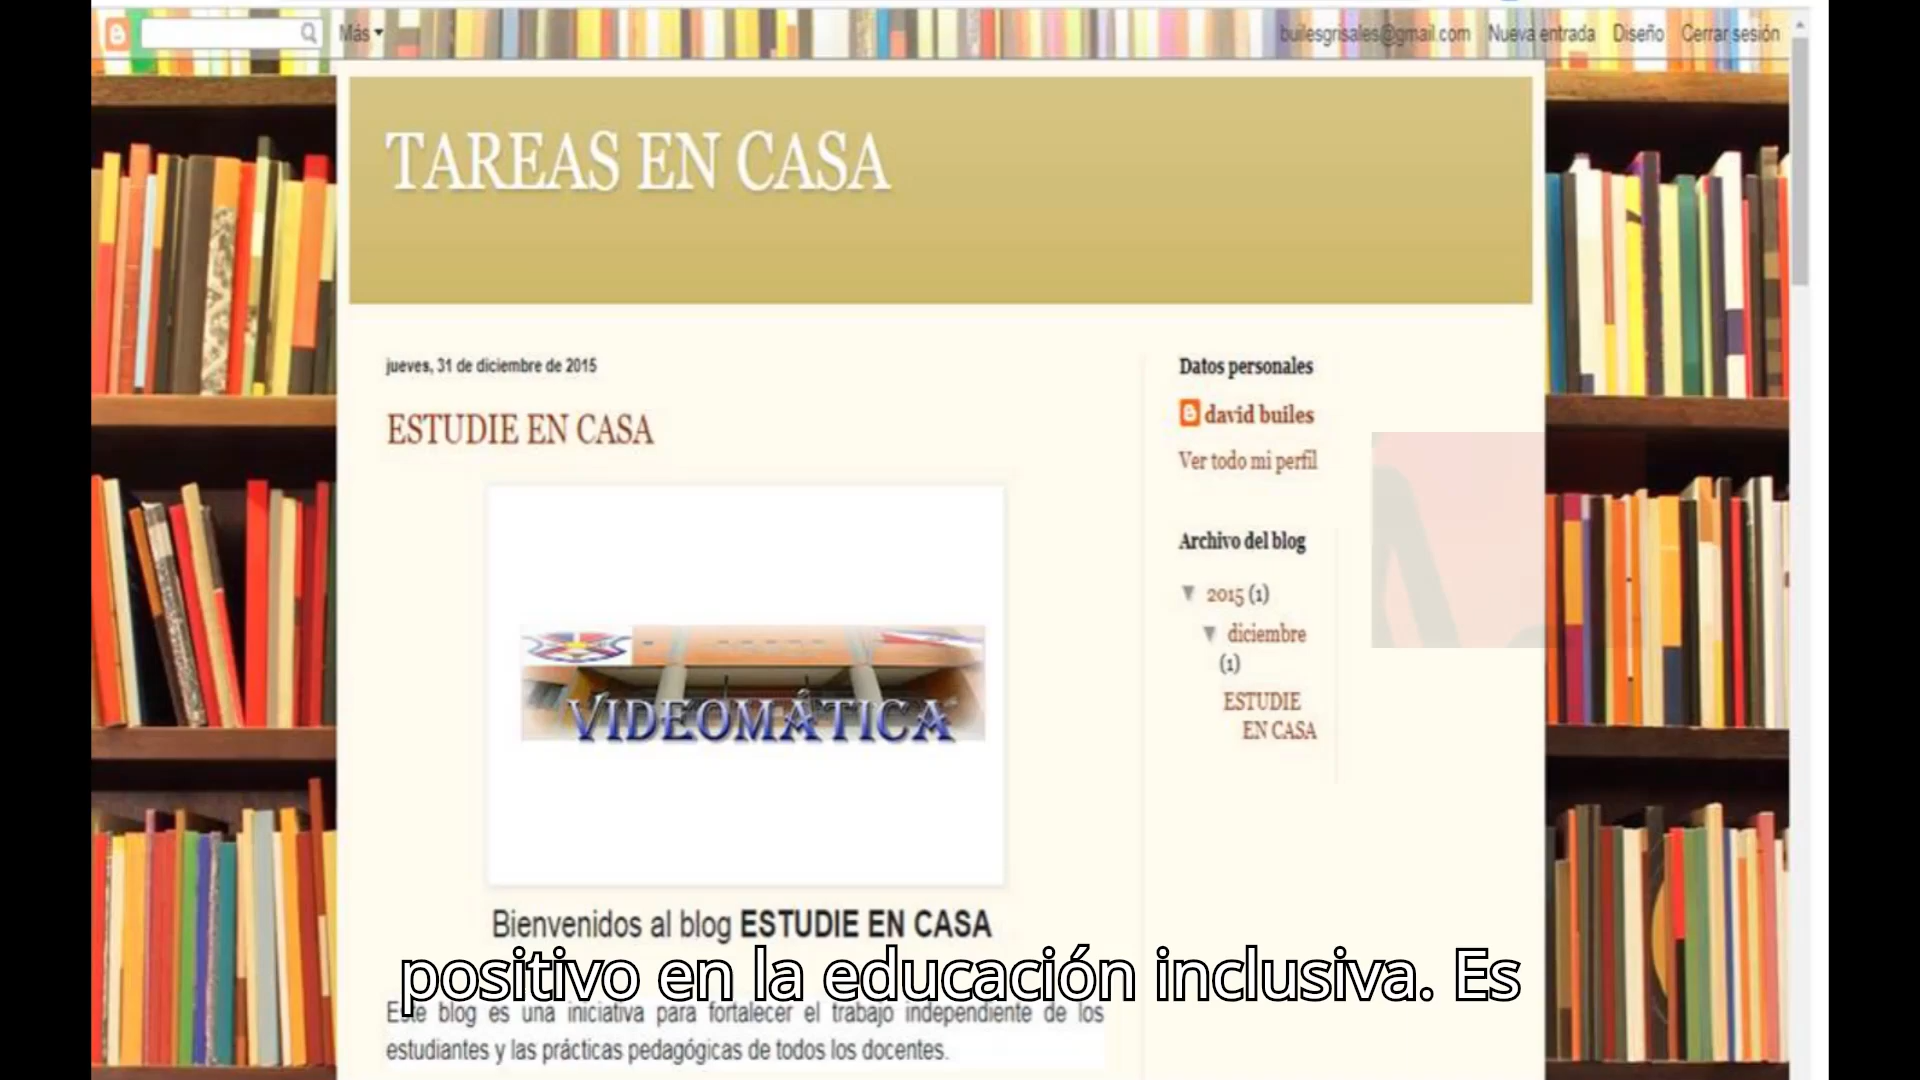 Más
builesgrisales@gmail.com Nueva entrada Diseño Cerrar sesión
TAREAS EN CASA
jueves, 31 de diciembre de 2015
ESTUDIE EN CASA
VIDEOMÁTICA
Bienvenidos al blog ESTUDIE EN CASA
Este blog es una iniciativa para fortalecer el trabajo independiente de los
estudiantes y las prácticas pedagógicas de todos los docentes.
Datos personales
david builes
Ver todo mi perfil
Archivo del blog
▼ 2015 (1)
▼ diciembre
(1)
ESTUDIE
EN CASA
positivo en la educación inclusiva. Es